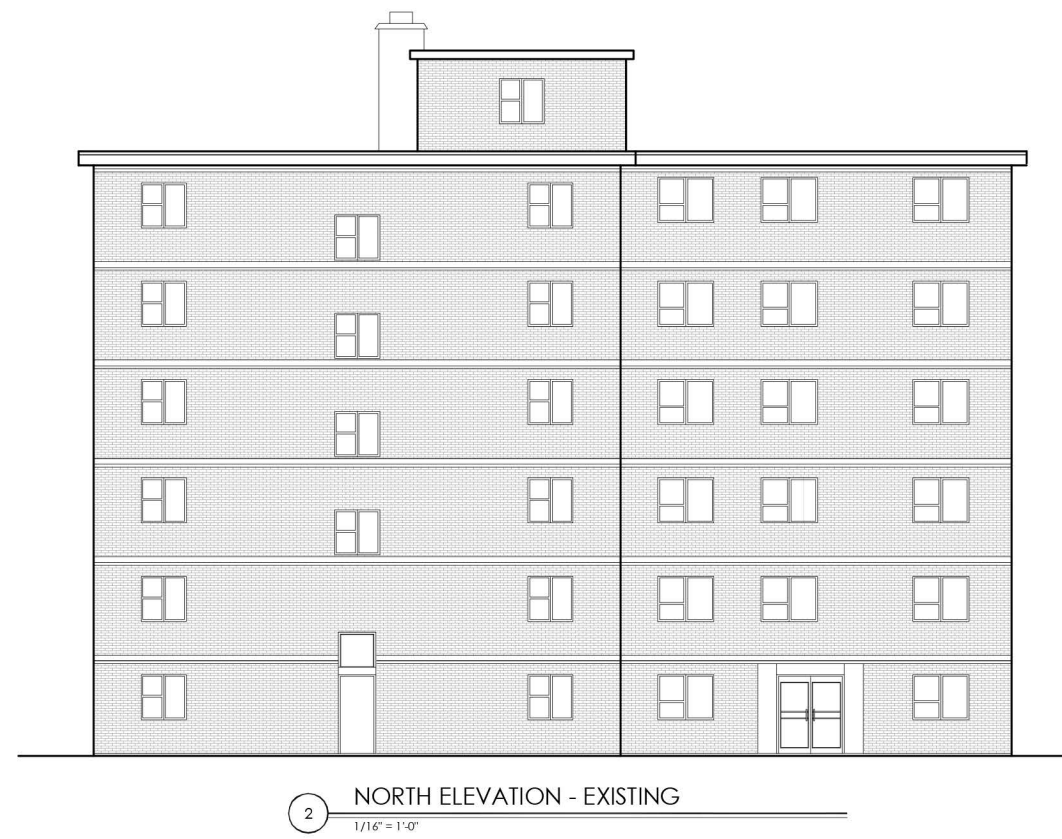 2
NORTH ELEVATION - EXISTING
1/16" = 1'-0"